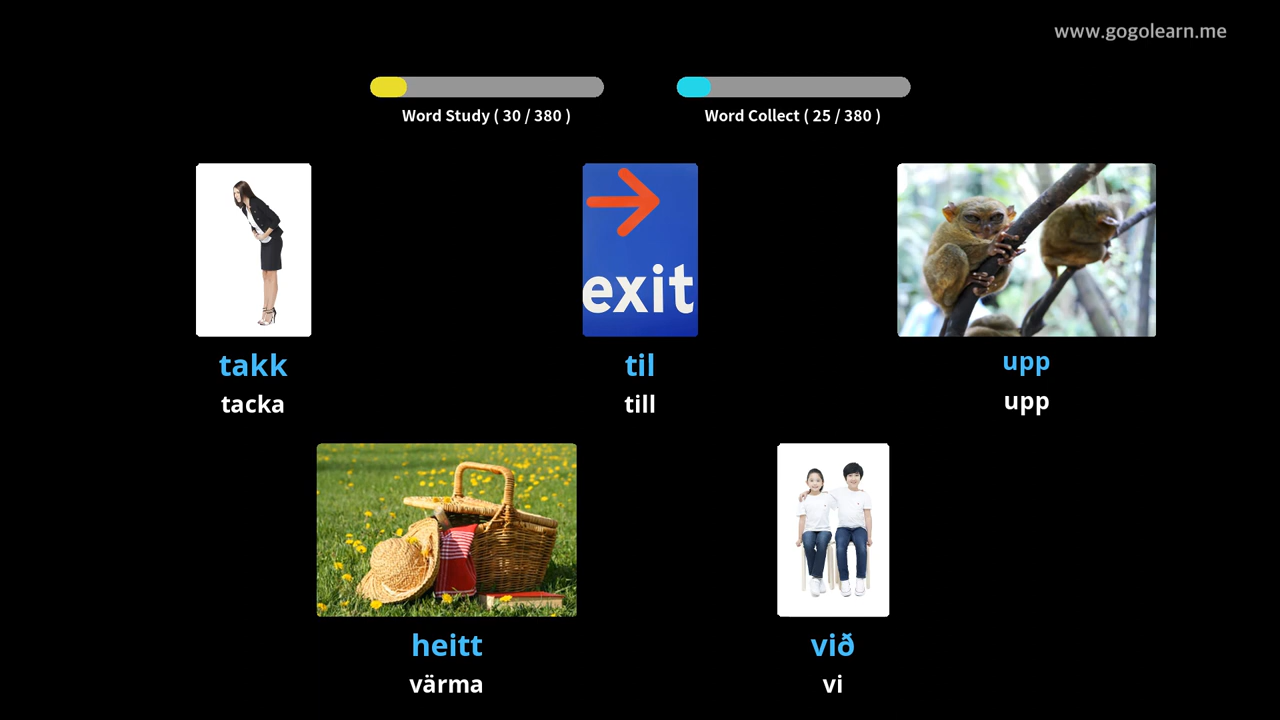 www.gogolearn.me
Word Study ( 30 / 380 )
Word Collect ( 25 / 380 )
exit
takk
tacka
til
till
upp
upp
heitt
värma
við
vi